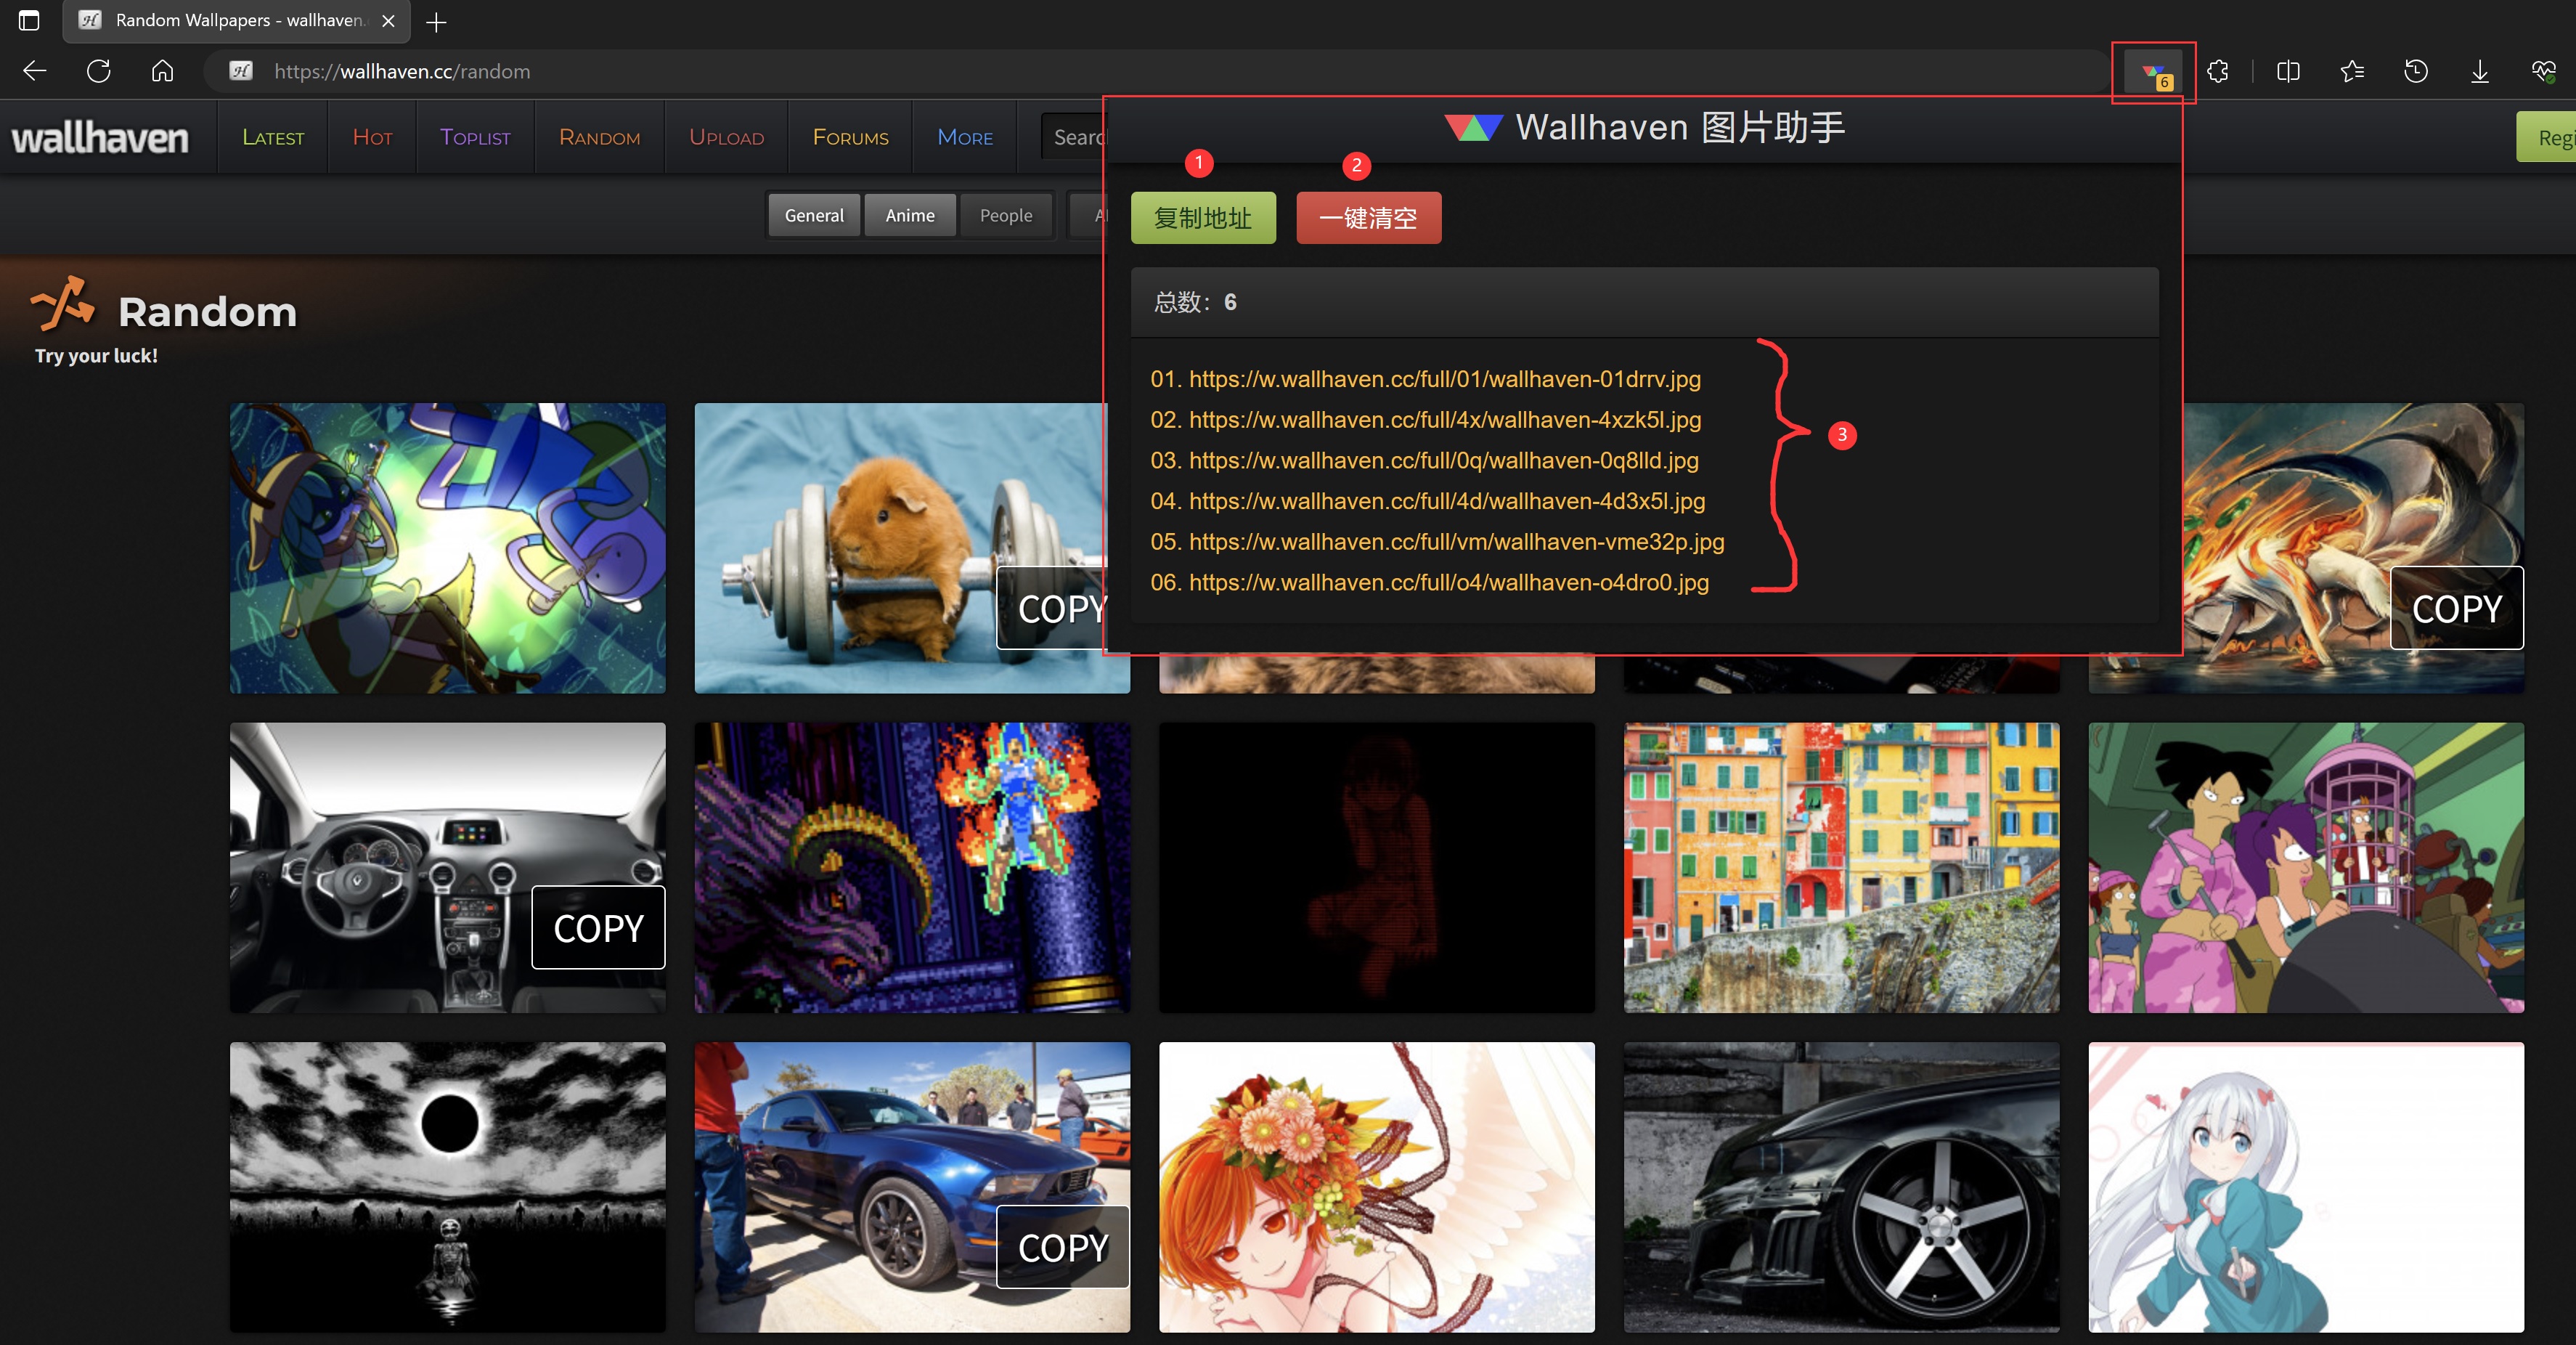 Random Wallpapers - wallhaven.
https://wallhaven.cc/random
6
wallhaven
LATEST
HOT
TOPLIST
RANDOM
UPLOAD
FORUMS
MORE
Wallhaven 图片助手
General
Anime
People
1
2
复制地址
一键清空
总数：6
Random
Try your luck!
01. https://w.wallhaven.cc/full/01/wallhaven-01drrv.jpg
02. https://w.wallhaven.cc/full/4x/wallhaven-4xzk5l.jpg
03. https://w.wallhaven.cc/full/0q/wallhaven-0q8lld.jpg
04. https://w.wallhaven.cc/full/4d/wallhaven-4d3x5l.jpg
05. https://w.wallhaven.cc/full/vm/wallhaven-vme32p.jpg
06. https://w.wallhaven.cc/full/o4/wallhaven-o4dro0.jpg
3
COPY
COPY
COPY
COPY